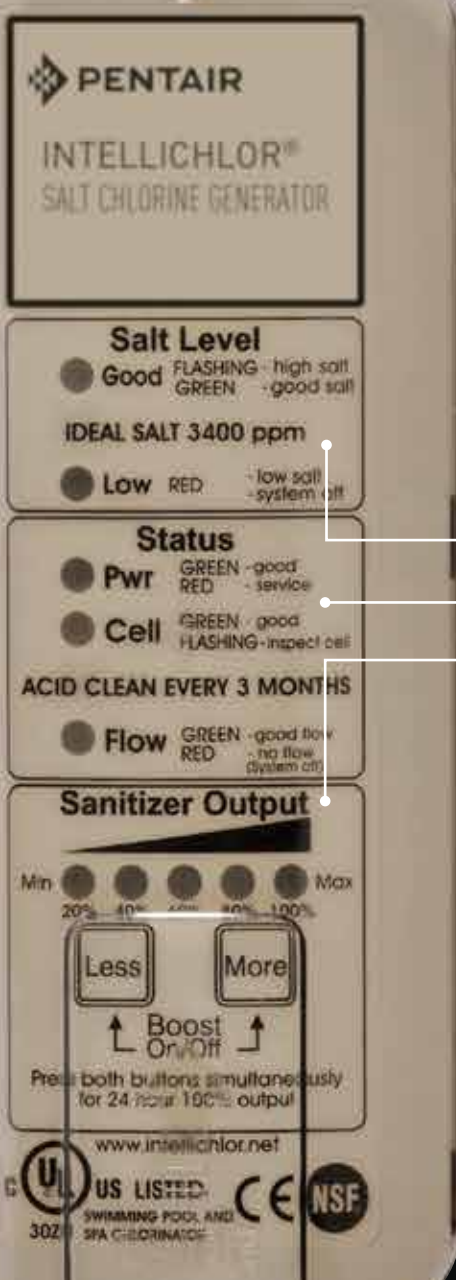 PENTAIR
INTELLICHLOR®
SALT CHLORINE GENERATOR
Salt Level
Good FLASHING - high salt
GREEN - good salt
IDEAL SALT 3400 ppm
Low RED - low salt
- system off
Status
Pwr GREEN - good
RED - service
Cell GREEN - good
FLASHING - inspect cell
ACID CLEAN EVERY 3 MONTHS
Flow GREEN - good flow
RED - no flow
(System off)
Sanitizer Output
Min Max
20% 40% 60% 80% 100%
Less More
Boost
On/Off
Press both buttons simultaneously
for 24 hour 100% output
www.intellichlor.net
UL US LISTED CE NSF
SWIMMING POOL AND
SPA CHLORINATOR